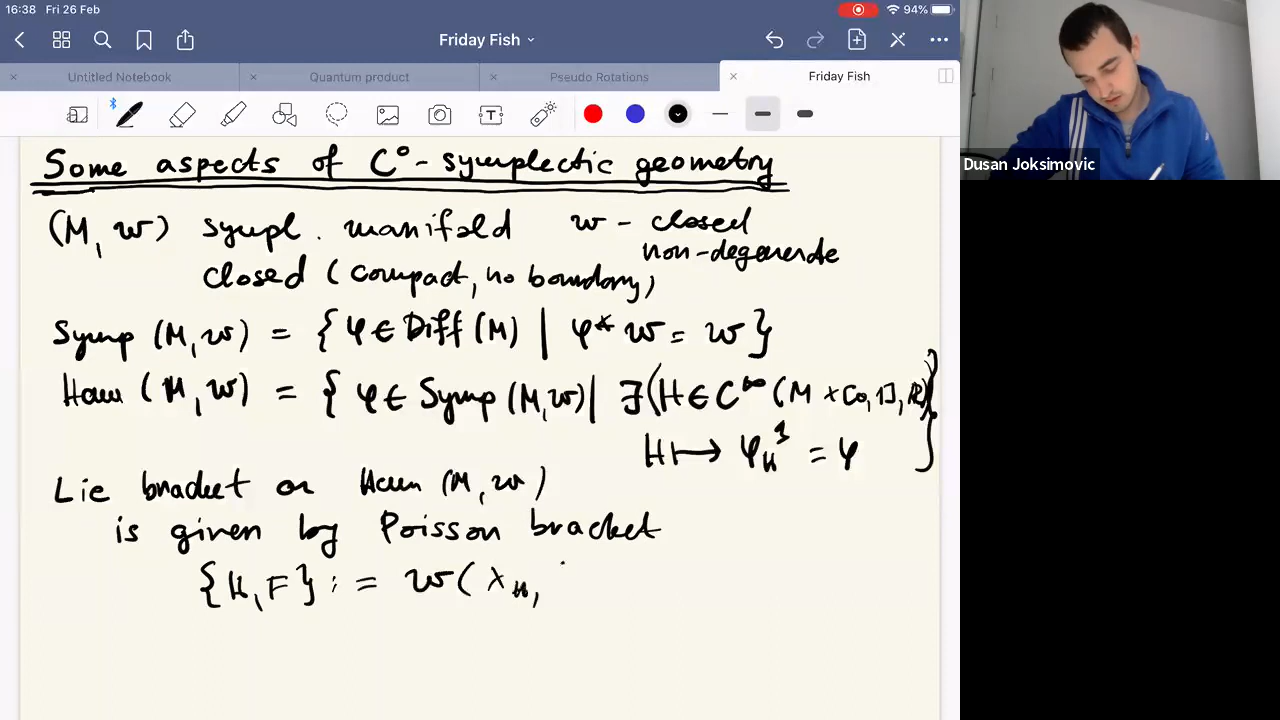 16:38 Fri 26 Feb
94%
Friday Fish
Untitled Notebook
Quantum product
Pseudo Rotations
Friday Fish
T
Dusan Joksimovic
Some aspects of C⁰-symplectic geometry
(M, ω) sympl. manifold ω - closed
non-degenerate
closed (compact, no boundary)
Symp (M, ω) = { φ ∈ Diff (M) | φ* ω = ω }
Ham (M, ω) = { φ ∈ Symp (M, ω) | ∃ (H ∈ C^∞ (M × [0, 1], ℝ)) }
H ↦ φ_H^1 = φ
Lie bracket on Ham (M, ω)
is given by Poisson bracket
{H, F} := ω( X_H,